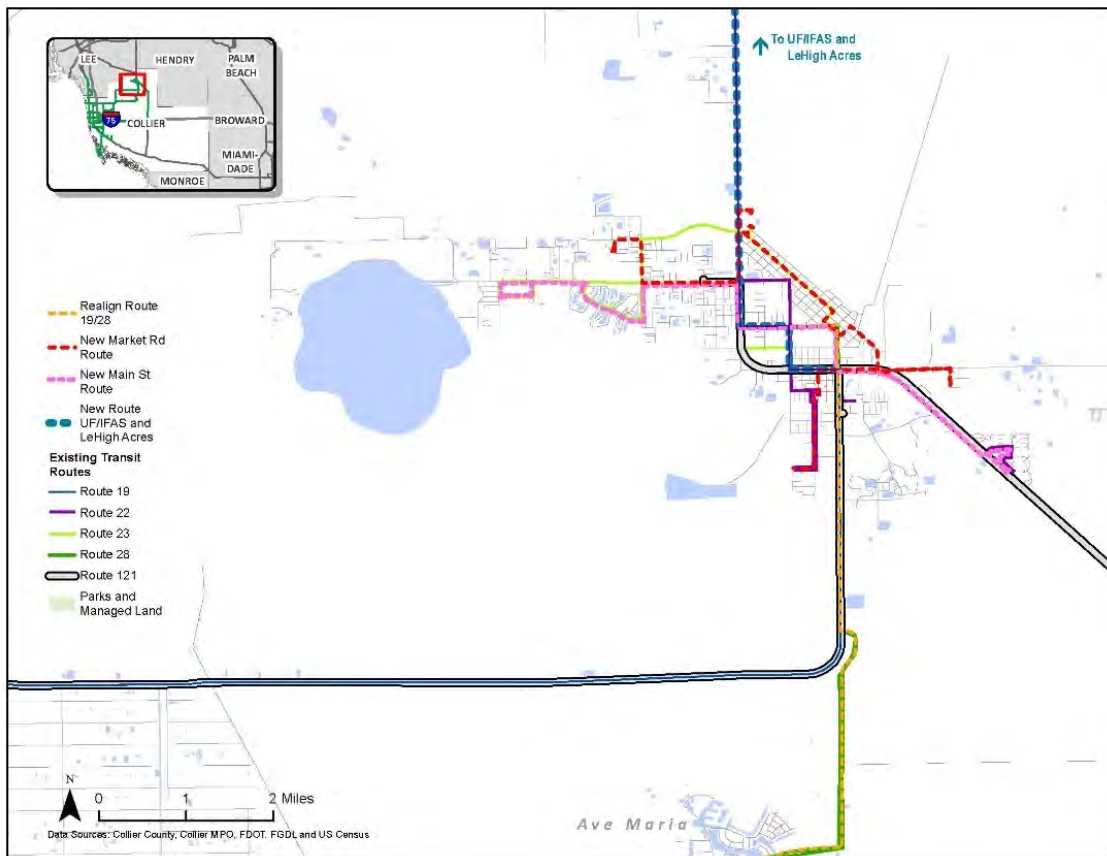 To UF/IFAS and
LeHigh Acres
LEE
HENDRY
PALM
BEACH
75
COLLIER
BROWARD
MIAMI-
DADE
MONROE
Realign Route
19/28
New Market Rd
Route
New Main St
Route
New Route
UF/IFAS and
LeHigh Acres
Existing Transit
Routes
Route 19
Route 22
Route 23
Route 28
Route 121
Parks and
Managed Land
N
0 1 2 Miles
Data Sources: Collier County, Collier MPO, FDOT, FGDL and US Census
Ave Maria